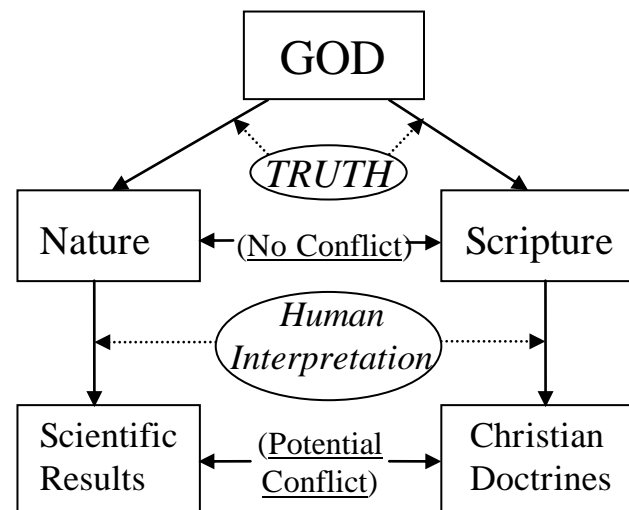 GOD
TRUTH
Nature
(No Conflict)
Scripture
Human
Interpretation
Scientific
Results
(Potential
Conflict)
Christian
Doctrines